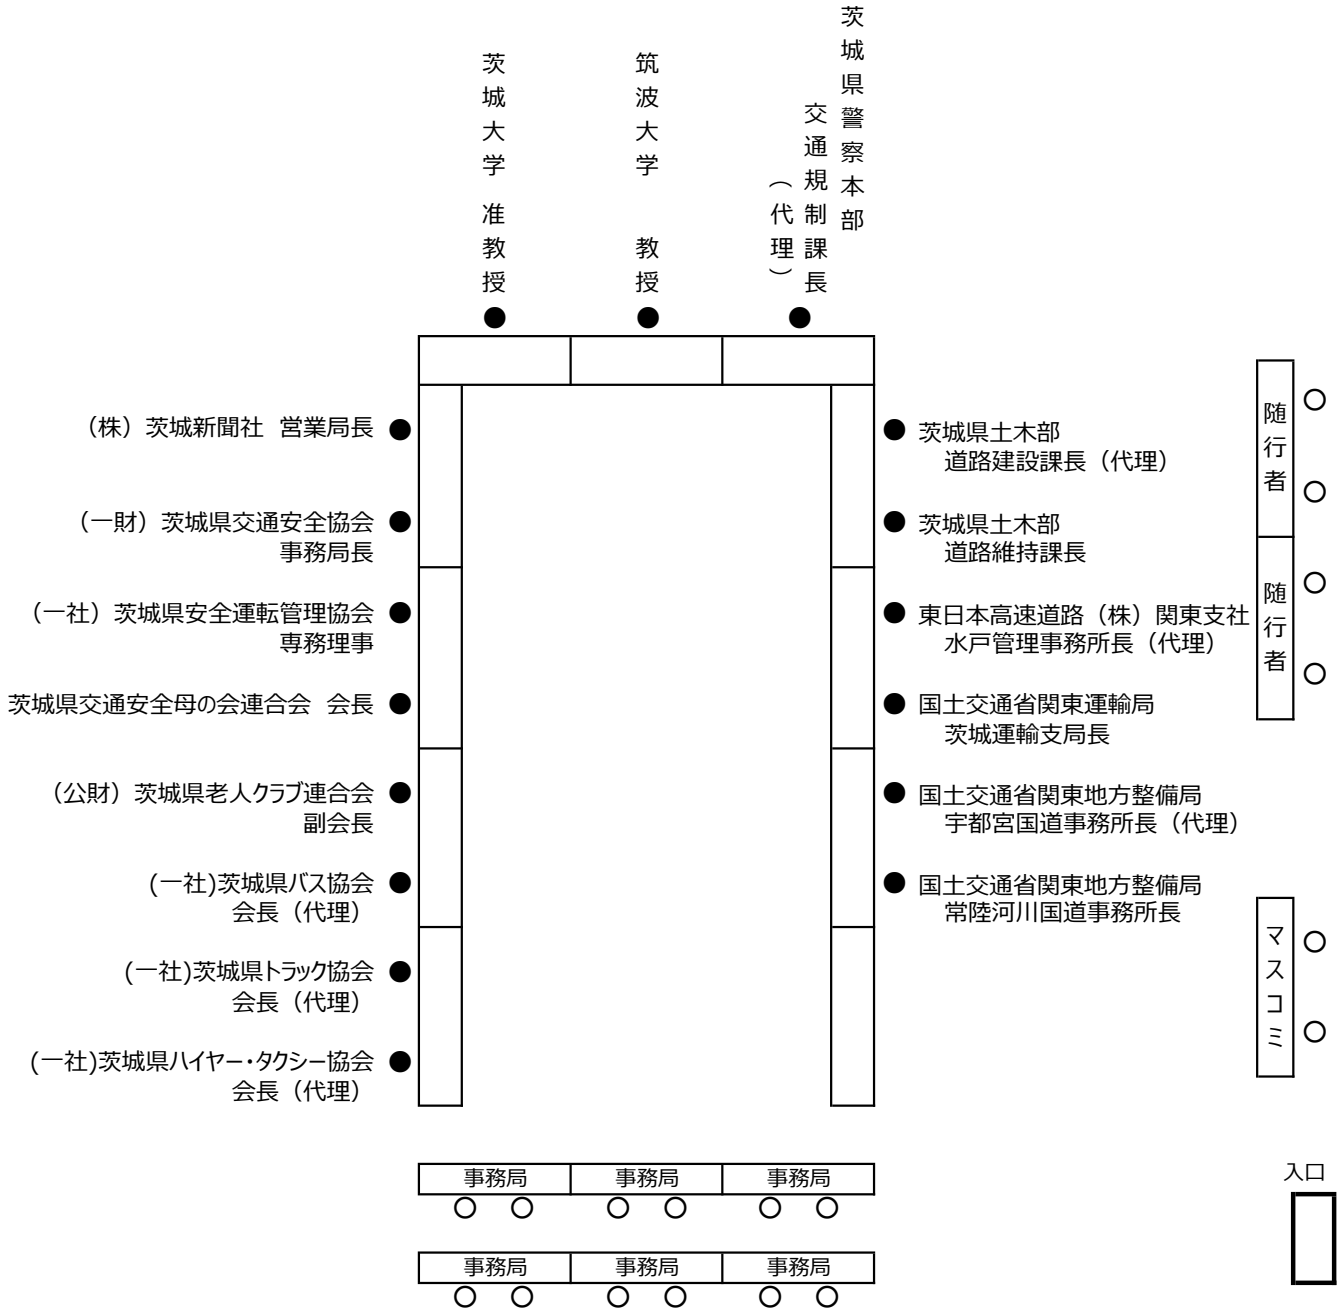 茨城大学 准教授
筑波大学 教授
茨城県警察本部
交通規制課長
（代理）
（株）茨城新聞社 営業局長
（一財）茨城県交通安全協会
事務局長
（一社）茨城県安全運転管理協会
専務理事
茨城県交通安全母の会連合会 会長
（公財）茨城県老人クラブ連合会
副会長
(一社)茨城県バス協会
会長（代理）
(一社)茨城県トラック協会
会長（代理）
(一社)茨城県ハイヤー・タクシー協会
会長（代理）
茨城県土木部
道路建設課長（代理）
茨城県土木部
道路維持課長
東日本高速道路（株）関東支社
水戸管理事務所長（代理）
国土交通省関東運輸局
茨城運輸支局長
国土交通省関東地方整備局
宇都宮国道事務所長（代理）
国土交通省関東地方整備局
常陸河川国道事務所長
随行者
随行者
マスコミ
事務局 事務局 事務局
事務局 事務局 事務局
入口